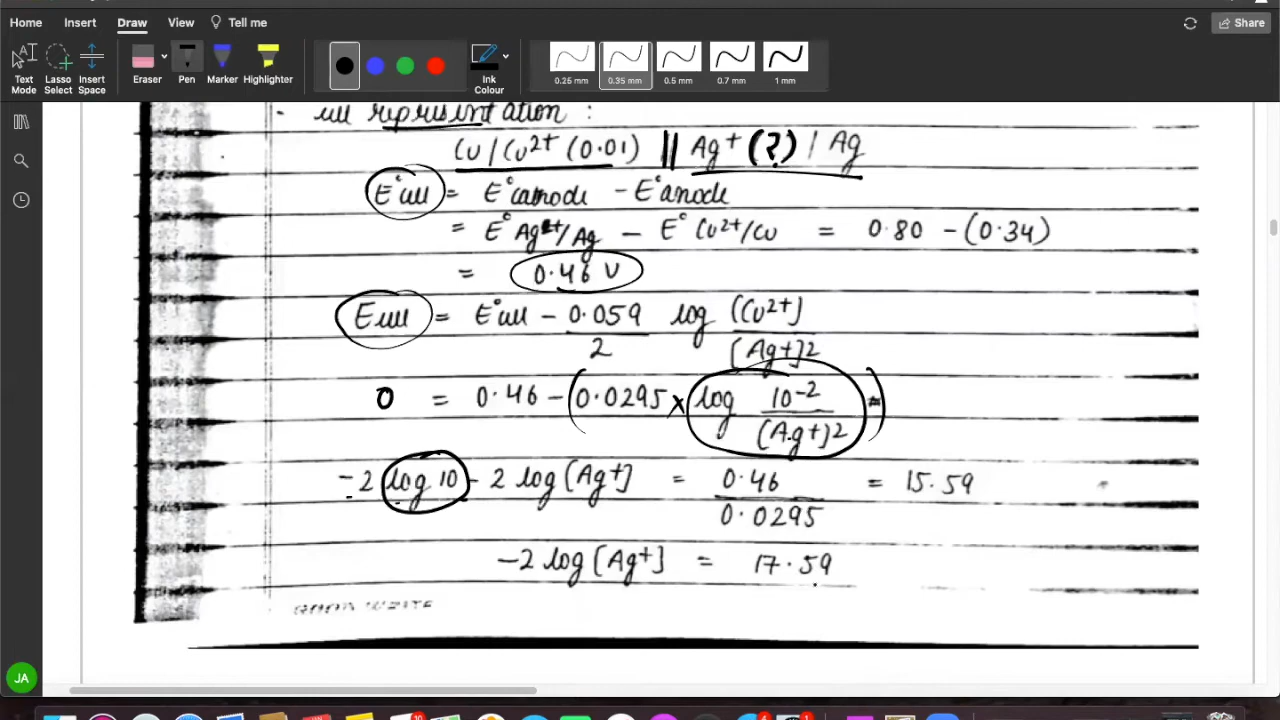 Home Insert Draw View Tell me Share
Text Mode Lasso Select Insert Space Eraser Pen Marker Highlighter Ink Colour 0.25 mm 0.35 mm 0.5 mm 0.7 mm 1 mm
representation :
Cu/Cu²⁺ (0.01) || Ag⁺ (?) / Ag
E°cell = E°cathode - E°anode
= E°Ag⁺/Ag - E°Cu²⁺/Cu = 0.80 - (0.34)
= 0.46 V
Ecell = E°cell - 0.059/2 log (Cu²⁺]/[Ag⁺]²
0 = 0.46 - (0.0295 × log 10⁻²/(Ag⁺)²)
-2 log 10 - 2 log [Ag⁺] = 0.46/0.0295 = 15.59
-2 log [Ag⁺] = 17.59
JA